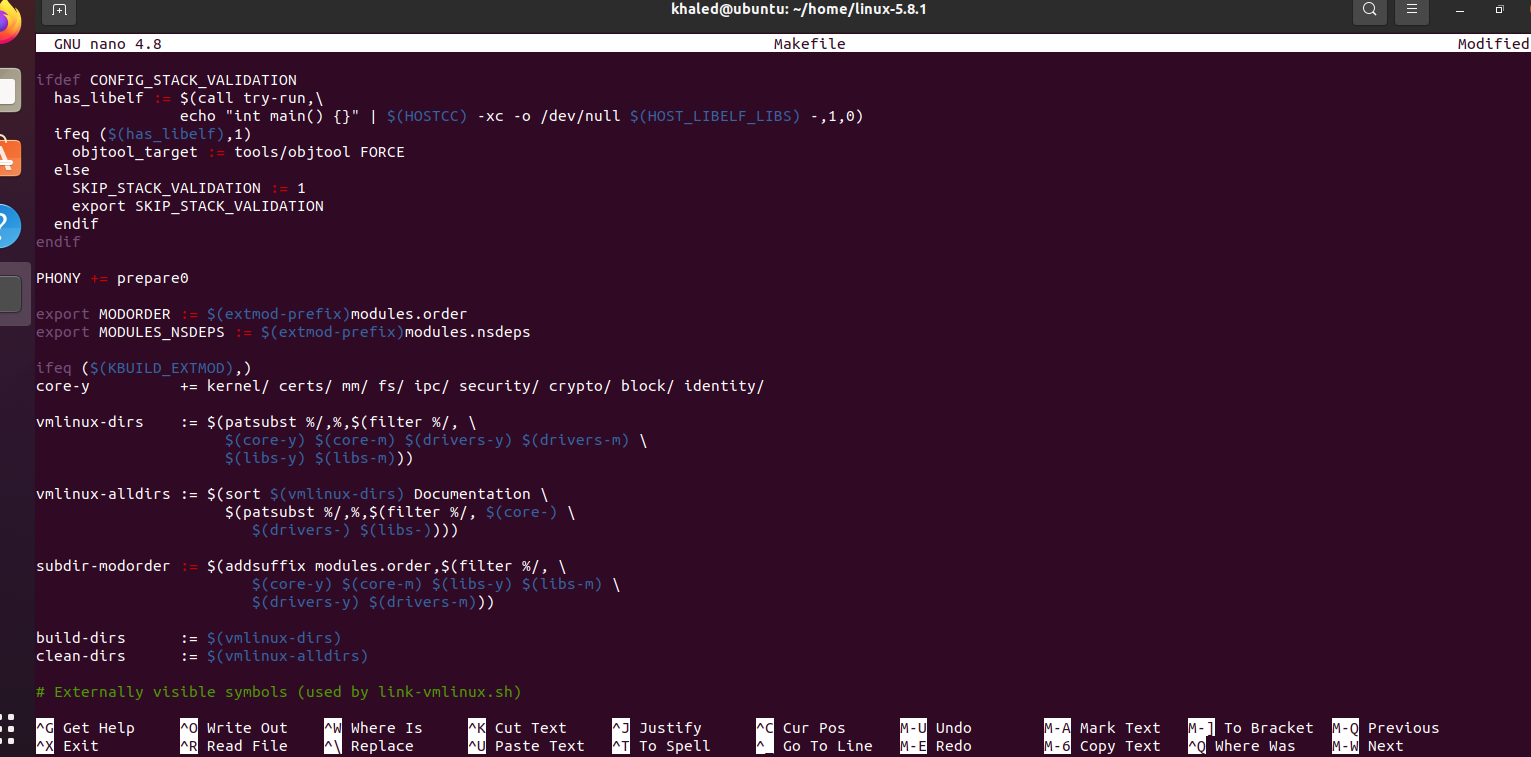 khaled@ubuntu: ~/home/linux-5.8.1
GNU nano 4.8 Makefile Modified
ifdef CONFIG_STACK_VALIDATION
  has_libelf := $(call try-run,\
                echo "int main() {}" | $(HOSTCC) -xc -o /dev/null $(HOST_LIBELF_LIBS) -,1,0)
  ifeq ($(has_libelf),1)
    objtool_target := tools/objtool FORCE
  else
    SKIP_STACK_VALIDATION := 1
    export SKIP_STACK_VALIDATION
  endif
endif
PHONY += prepare0
export MODORDER := $(extmod-prefix)modules.order
export MODULES_NSDEPS := $(extmod-prefix)modules.nsdeps
ifeq ($(KBUILD_EXTMOD),)
core-y          += kernel/ certs/ mm/ fs/ ipc/ security/ crypto/ block/ identity/
vmlinux-dirs    := $(patsubst %/,%,$(filter %/, \
                     $(core-y) $(core-m) $(drivers-y) $(drivers-m) \
                     $(libs-y) $(libs-m)))
vmlinux-alldirs := $(sort $(vmlinux-dirs) Documentation \
                     $(patsubst %/,%,$(filter %/, $(core-) \
                        $(drivers-) $(libs-))))
subdir-modorder := $(addsuffix modules.order,$(filter %/, \
                        $(core-y) $(core-m) $(libs-y) $(libs-m) \
                        $(drivers-y) $(drivers-m)))
build-dirs      := $(vmlinux-dirs)
clean-dirs      := $(vmlinux-alldirs)
# Externally visible symbols (used by link-vmlinux.sh)
^G Get Help ^O Write Out ^W Where Is ^K Cut Text ^J Justify ^C Cur Pos M-U Undo M-A Mark Text M-] To Bracket M-Q Previous
^X Exit ^R Read File ^\ Replace ^U Paste Text ^T To Spell ^_ Go To Line M-E Redo M-6 Copy Text ^Q Where Was M-W Next